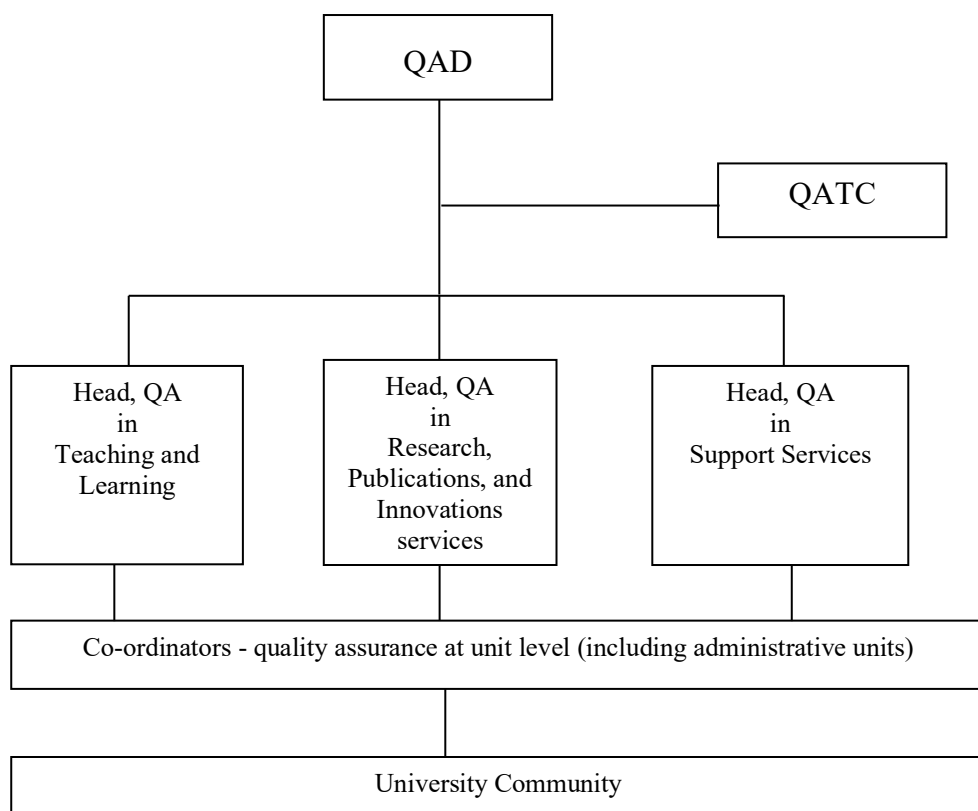 QAD
QATC
Head, QA
in
Teaching and
Learning
Head, QA
in
Research,
Publications, and
Innovations
services
Head, QA
in
Support Services
Co-ordinators - quality assurance at unit level (including administrative units)
University Community